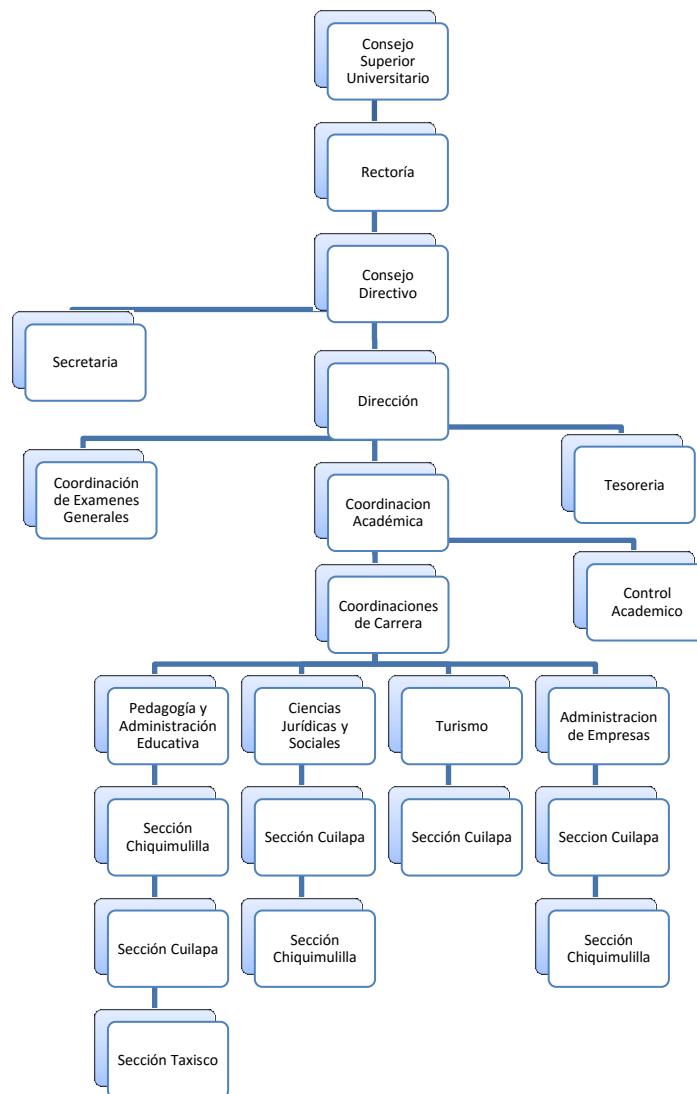 Consejo
Superior
Universitario
Rectoría
Consejo
Directivo
Secretaria
Dirección
Coordinación
de Examenes
Generales
Coordinacion
Académica
Tesoreria
Control
Academico
Coordinaciones
de Carrera
Pedagogía y
Administración
Educativa
Ciencias
Jurídicas y
Sociales
Turismo
Administracion
de Empresas
Sección
Chiquimulilla
Sección Cuilapa
Sección Cuilapa
Seccion Cuilapa
Sección Cuilapa
Sección
Chiquimulilla
Sección
Chiquimulilla
Sección Taxisco